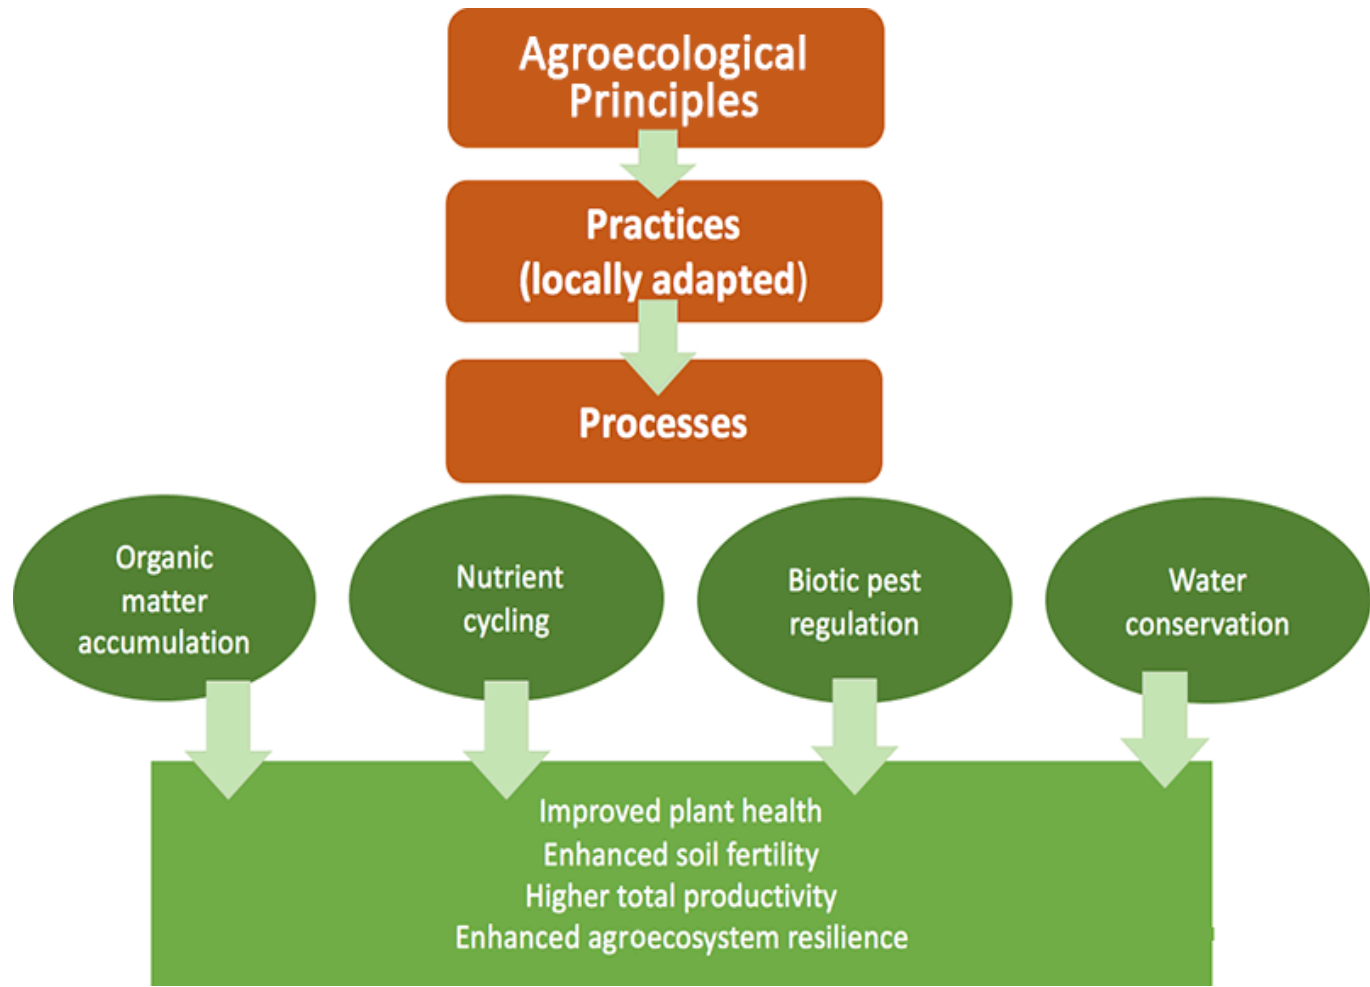 Agroecological
Principles
Practices
(locally adapted)
Processes
Organic
matter
accumulation
Nutrient
cycling
Biotic pest
regulation
Water
conservation
Improved plant health
Enhanced soil fertility
Higher total productivity
Enhanced agroecosystem resilience